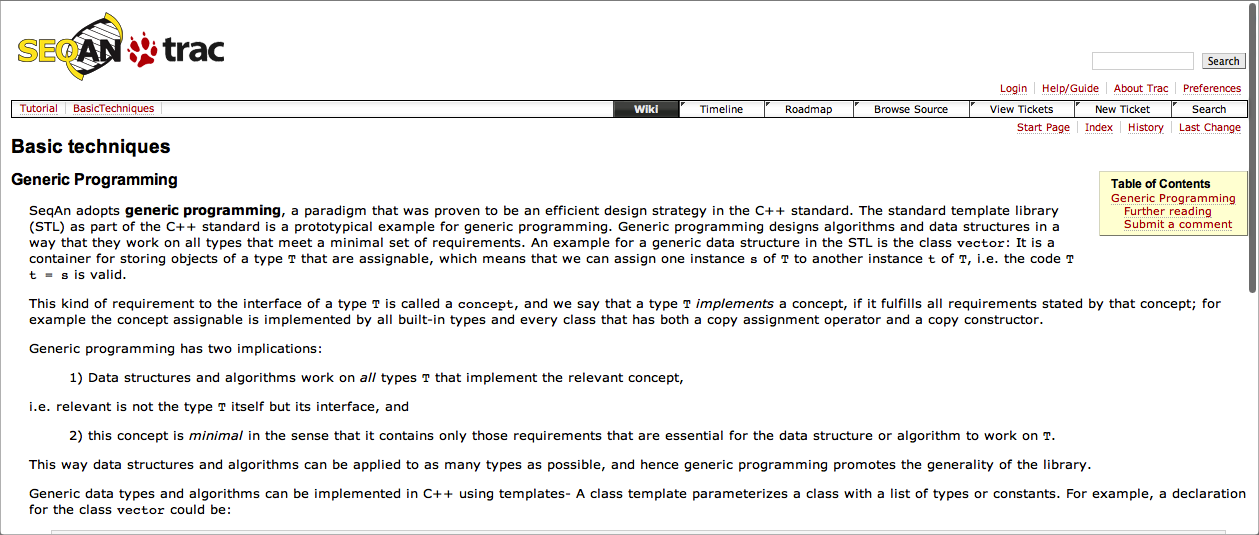 SEQAN trac
Search
Login Help/Guide About Trac Preferences
Tutorial BasicTechniques Wiki Timeline Roadmap Browse Source View Tickets New Ticket Search
Start Page Index History Last Change
Basic techniques
Generic Programming
Table of Contents
Generic Programming
Further reading
Submit a comment
SeqAn adopts generic programming, a paradigm that was proven to be an efficient design strategy in the C++ standard. The standard template library
(STL) as part of the C++ standard is a prototypical example for generic programming. Generic programming designs algorithms and data structures in a
way that they work on all types that meet a minimal set of requirements. An example for a generic data structure in the STL is the class vector: It is a
container for storing objects of a type T that are assignable, which means that we can assign one instance s of T to another instance t of T, i.e. the code T
t = s is valid.
This kind of requirement to the interface of a type T is called a concept, and we say that a type T implements a concept, if it fulfills all requirements stated by that concept; for
example the concept assignable is implemented by all built-in types and every class that has both a copy assignment operator and a copy constructor.
Generic programming has two implications:
1) Data structures and algorithms work on all types T that implement the relevant concept,
i.e. relevant is not the type T itself but its interface, and
2) this concept is minimal in the sense that it contains only those requirements that are essential for the data structure or algorithm to work on T.
This way data structures and algorithms can be applied to as many types as possible, and hence generic programming promotes the generality of the library.
Generic data types and algorithms can be implemented in C++ using templates- A class template parameterizes a class with a list of types or constants. For example, a declaration
for the class vector could be: